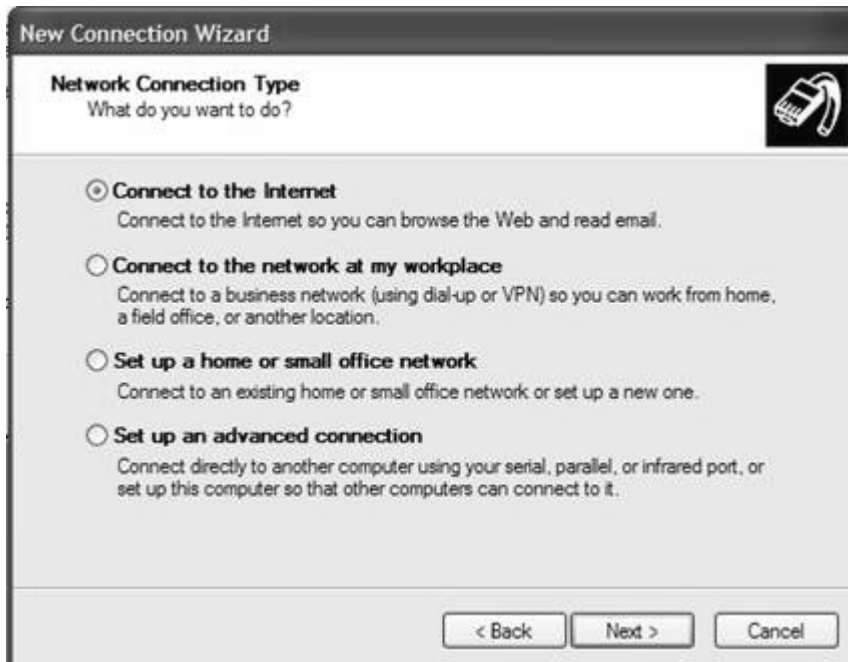 New Connection Wizard
Network Connection Type
What do you want to do?
Connect to the Internet
Connect to the Internet so you can browse the Web and read email.
Connect to the network at my workplace
Connect to a business network (using dial-up or VPN) so you can work from home,
a field office, or another location.
Set up a home or small office network
Connect to an existing home or small office network or set up a new one.
Set up an advanced connection
Connect directly to another computer using your serial, parallel, or infrared port, or
set up this computer so that other computers can connect to it.
< Back Next > Cancel